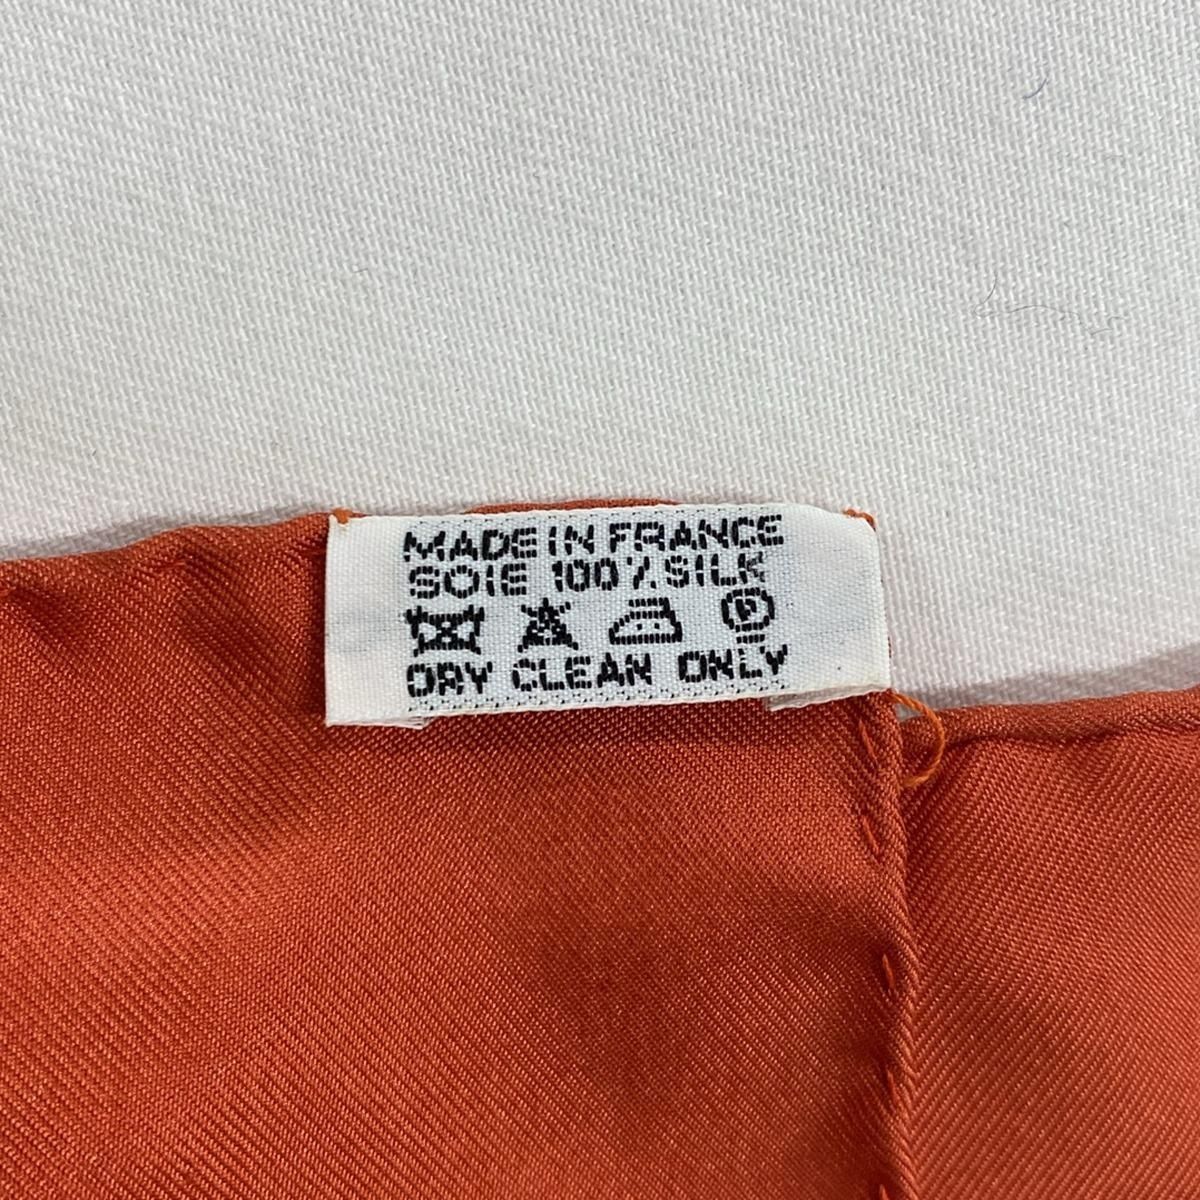 MADE IN FRANCE
SOIE 100% SILK
P
DRY CLEAN ONLY